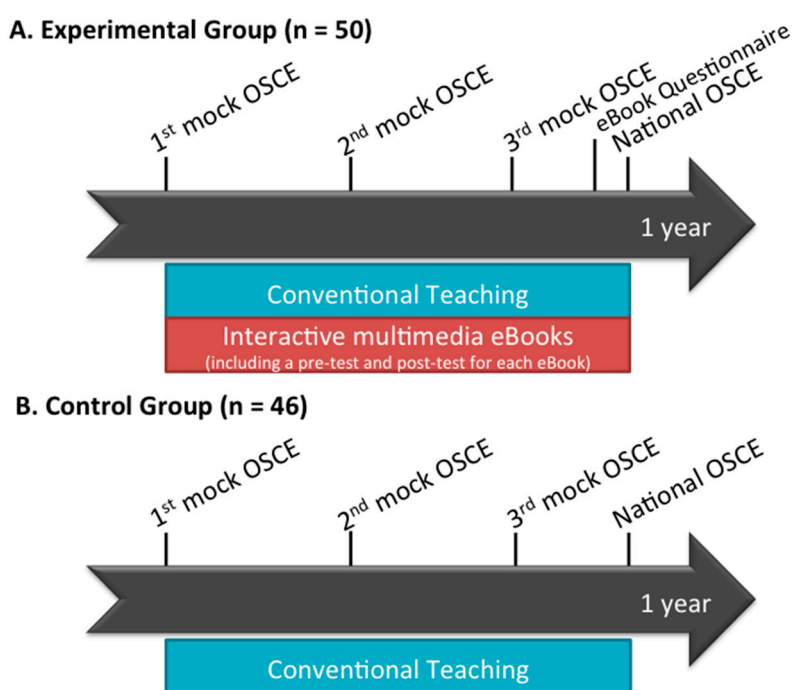 A. Experimental Group (n = 50)
1st mock OSCE
2nd mock OSCE
3rd mock OSCE
eBook Questionnaire
National OSCE
1 year
Conventional Teaching
Interactive multimedia eBooks
(including a pre-test and post-test for each eBook)
B. Control Group (n = 46)
1st mock OSCE
2nd mock OSCE
3rd mock OSCE
National OSCE
1 year
Conventional Teaching